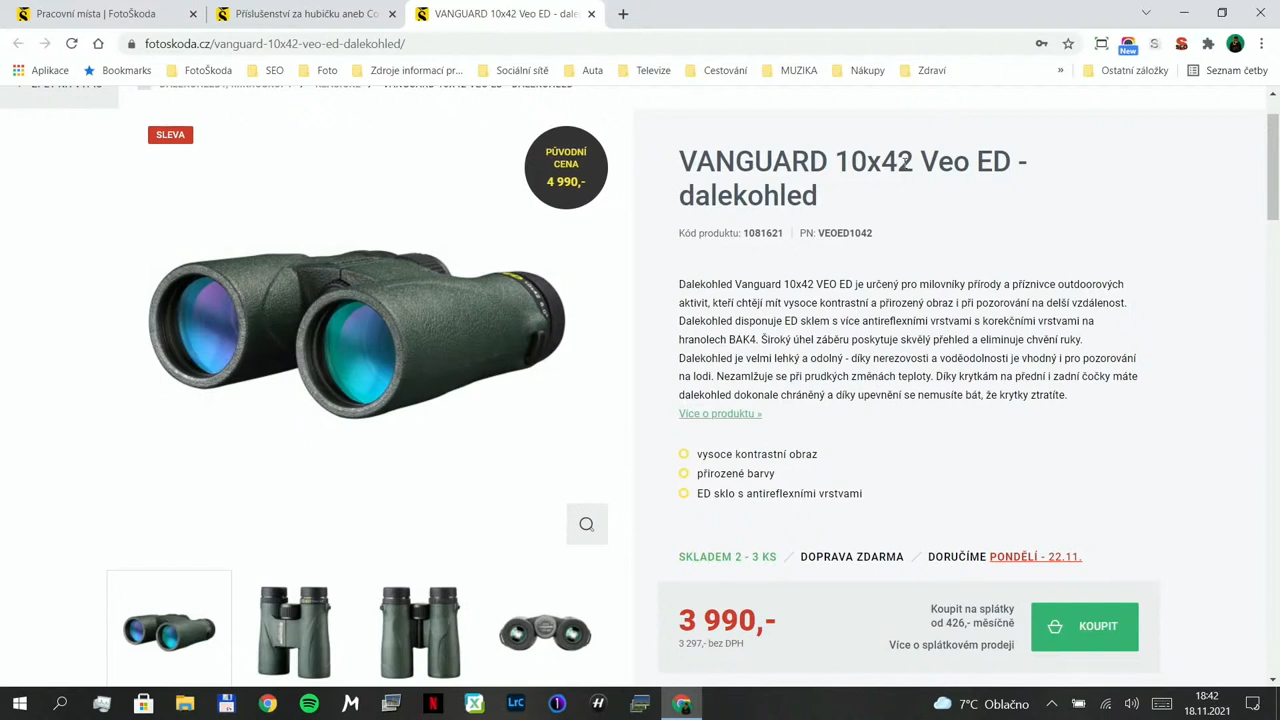 Pracovní místa | FotoŠkoda
Příslušenství za hubičku aneb Co
VANGUARD 10x42 Veo ED - dale
fotoskoda.cz/vanguard-10x42-veo-ed-dalekohled/
New
Aplikace
Bookmarks
FotoŠkoda
SEO
Foto
Zdroje informací pr...
Sociální sítě
Auta
Televize
Cestování
MUZIKA
Nákupy
Zdraví
»
Ostatní záložky
Seznam četby
SLEVA
PŮVODNÍ
CENA
4 990,-
VANGUARD 10x42 Veo ED -
dalekohled
Kód produktu: 1081621 | PN: VEOED1042
Dalekohled Vanguard 10x42 VEO ED je určený pro milovníky přírody a příznivce outdoorových
aktivit, kteří chtějí mít vysoce kontrastní a přirozený obraz i při pozorování na delší vzdálenost.
Dalekohled disponuje ED sklem s více antireflexními vrstvami s korekčními vrstvami na
hranolech BAK4. Široký úhel záběru poskytuje skvělý přehled a eliminuje chvění ruky.
Dalekohled je velmi lehký a odolný - díky nerezovosti a voděodolnosti je vhodný i pro pozorování
na lodi. Nezamlžuje se při prudkých změnách teploty. Díky krytkám na přední i zadní čočky máte
dalekohled dokonale chráněný a díky upevnění se nemusíte bát, že krytky ztratíte.
Více o produktu »
vysoce kontrastní obraz
přirozené barvy
ED sklo s antireflexními vrstvami
SKLADEM 2 - 3 KS / DOPRAVA ZDARMA / DORUČÍME PONDĚLÍ - 22.11.
3 990,-
3 297,- bez DPH
Koupit na splátky
od 426,- měsíčně
Více o splátkovém prodeji
KOUPIT
7°C Oblačno
18:42
18.11.2021